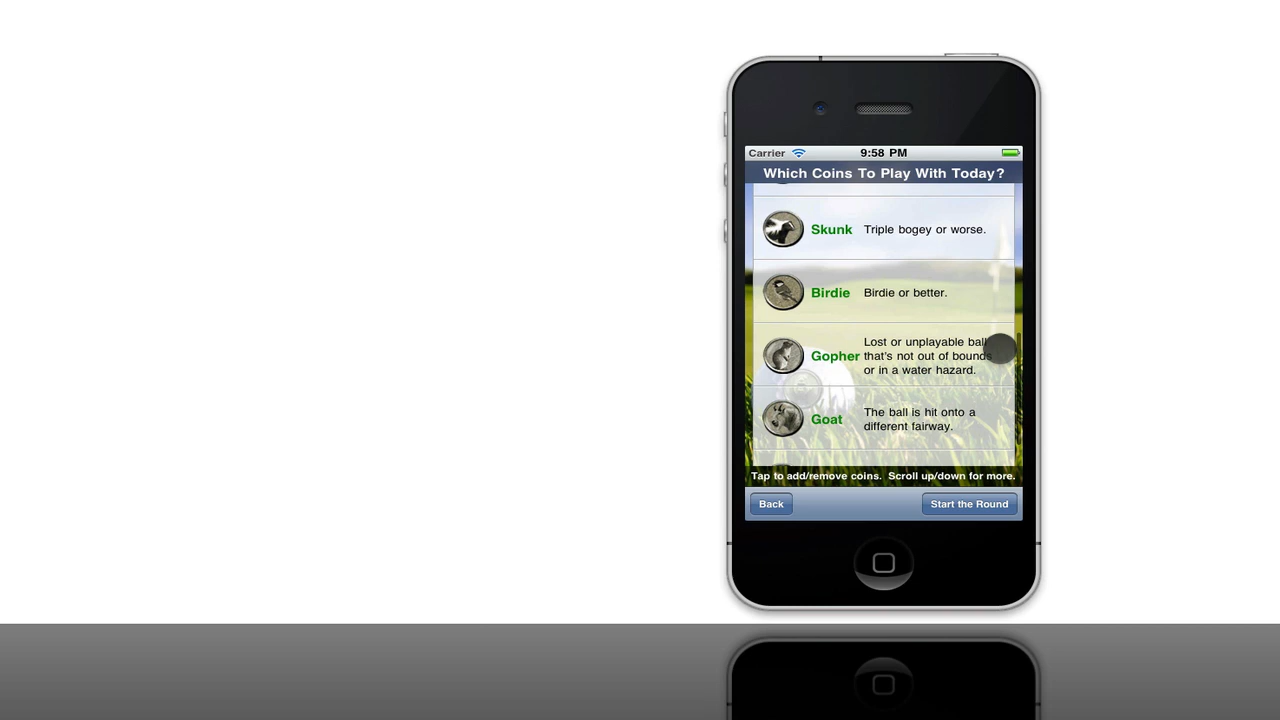 Carrier 9:58 PM
Which Coins To Play With Today?
Skunk Triple bogey or worse.
Birdie Birdie or better.
Gopher Lost or unplayable ball
that's not out of bounds
or in a water hazard.
Goat The ball is hit onto a
different fairway.
Tap to add/remove coins. Scroll up/down for more.
Back Start the Round